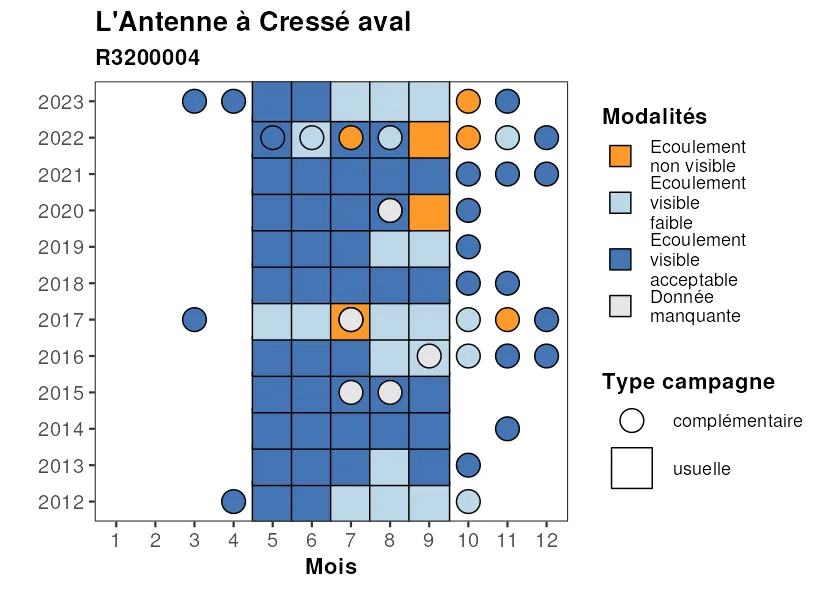 L'Antenne à Cressé aval
R3200004
2023
2022
2021
2020
2019
2018
2017
2016
2015
2014
2013
2012
1 2 3 4 5 6 7 8 9 10 11 12
Mois
Modalités
Ecoulement
non visible
Ecoulement
visible
faible
Ecoulement
visible
acceptable
Donnée
manquante
Type campagne
complémentaire
usuelle